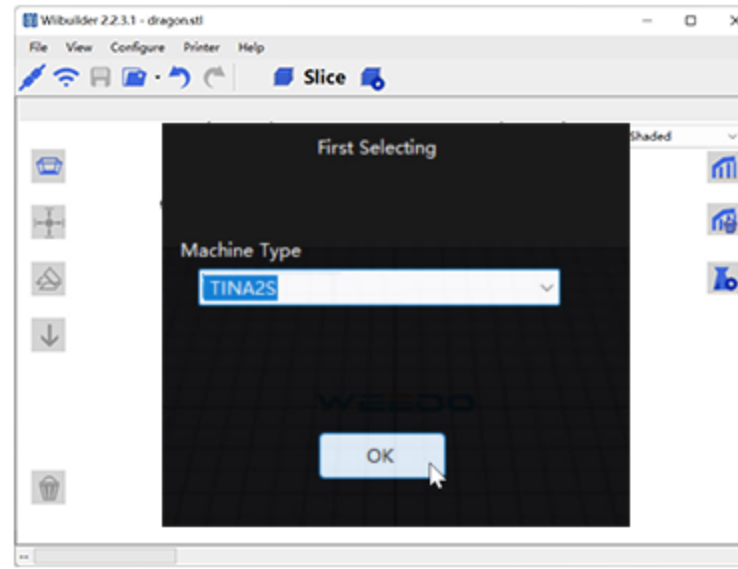 Wiibuilder 2.2.3.1 - dragon.stl
File View Configure Printer Help
Slice
Shaded
First Selecting
Machine Type
TINA2S
WEEDO
OK